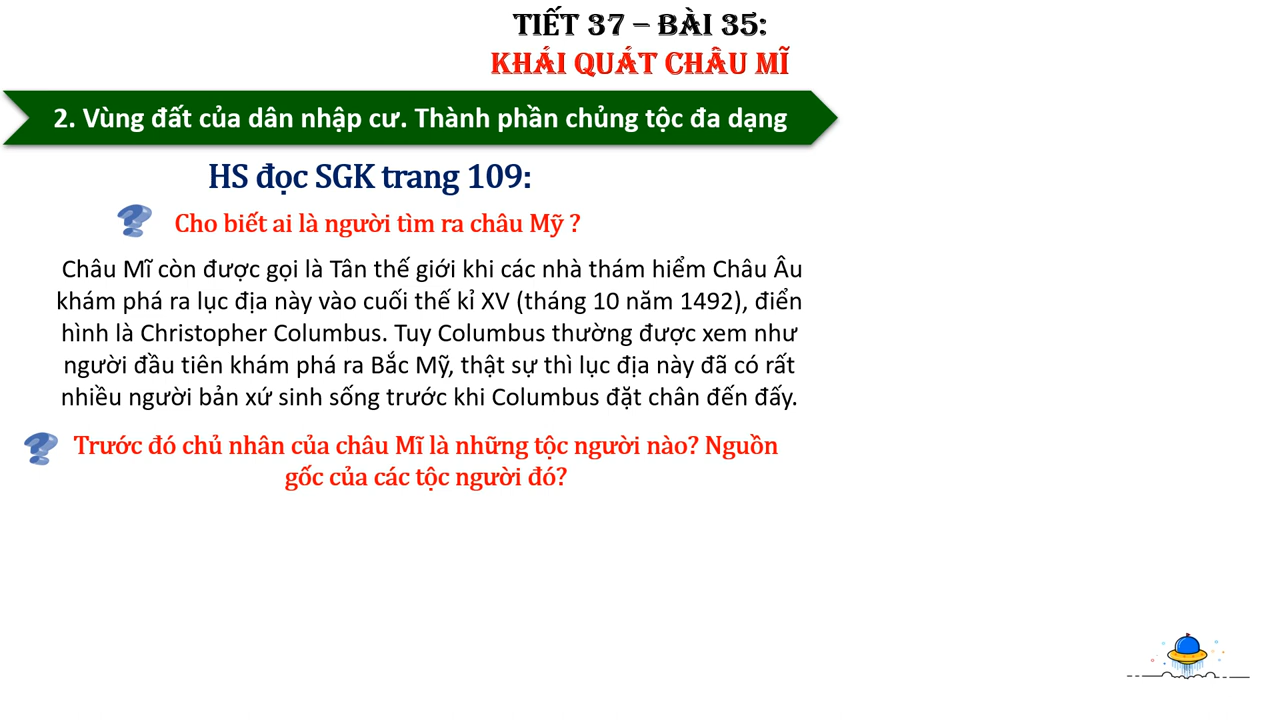 TIẾT 37 – BÀI 35:
KHÁI QUÁT CHÂU MĨ
2. Vùng đất của dân nhập cư. Thành phần chủng tộc đa dạng
HS đọc SGK trang 109:
Cho biết ai là người tìm ra châu Mỹ ?
Châu Mĩ còn được gọi là Tân thế giới khi các nhà thám hiểm Châu Âu
khám phá ra lục địa này vào cuối thế kỉ XV (tháng 10 năm 1492), điển
hình là Christopher Columbus. Tuy Columbus thường được xem như
người đầu tiên khám phá ra Bắc Mỹ, thật sự thì lục địa này đã có rất
nhiều người bản xứ sinh sống trước khi Columbus đặt chân đến đấy.
Trước đó chủ nhân của châu Mĩ là những tộc người nào? Nguồn
gốc của các tộc người đó?